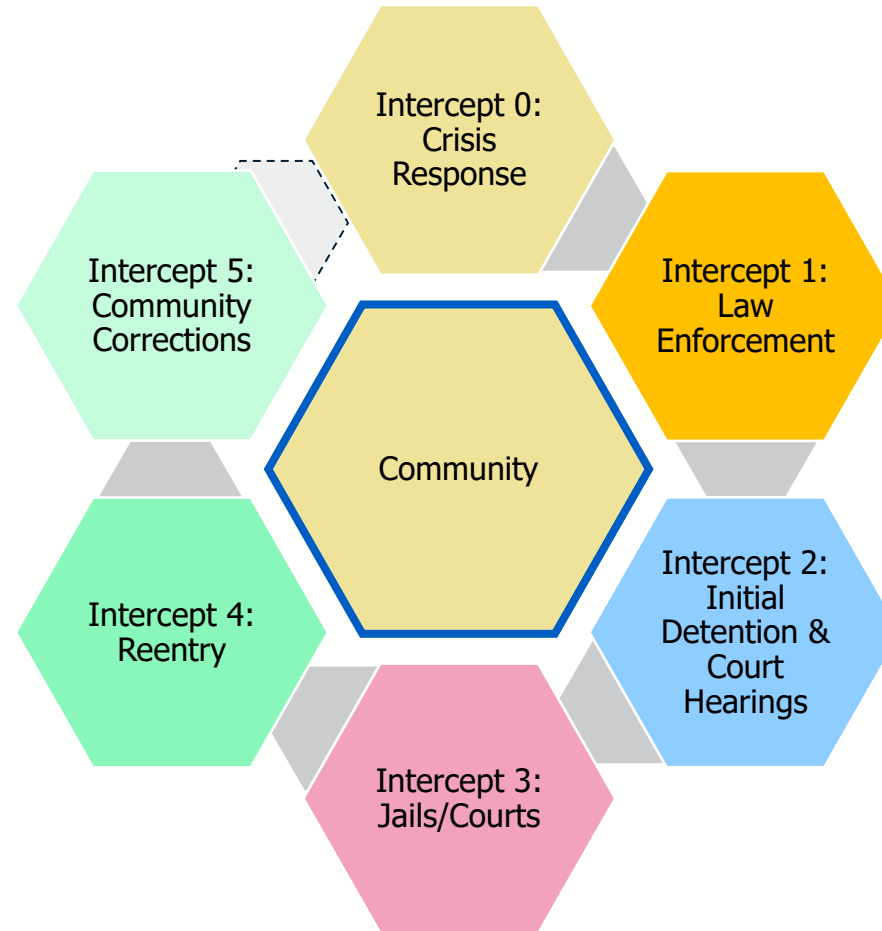 Intercept 0:
Crisis
Response
Intercept 1:
Law
Enforcement
Intercept 2:
Initial
Detention &
Court
Hearings
Intercept 3:
Jails/Courts
Intercept 4:
Reentry
Intercept 5:
Community
Corrections
Community